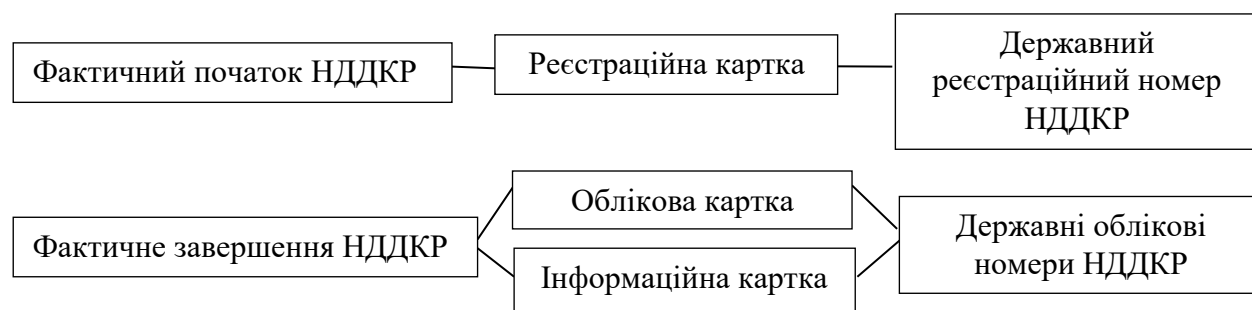 Фактичний початок НДДКР
Реєстраційна картка
Державний
реєстраційний номер
НДДКР
Фактичне завершення НДДКР
Облікова картка
Інформаційна картка
Державні облікові
номери НДДКР